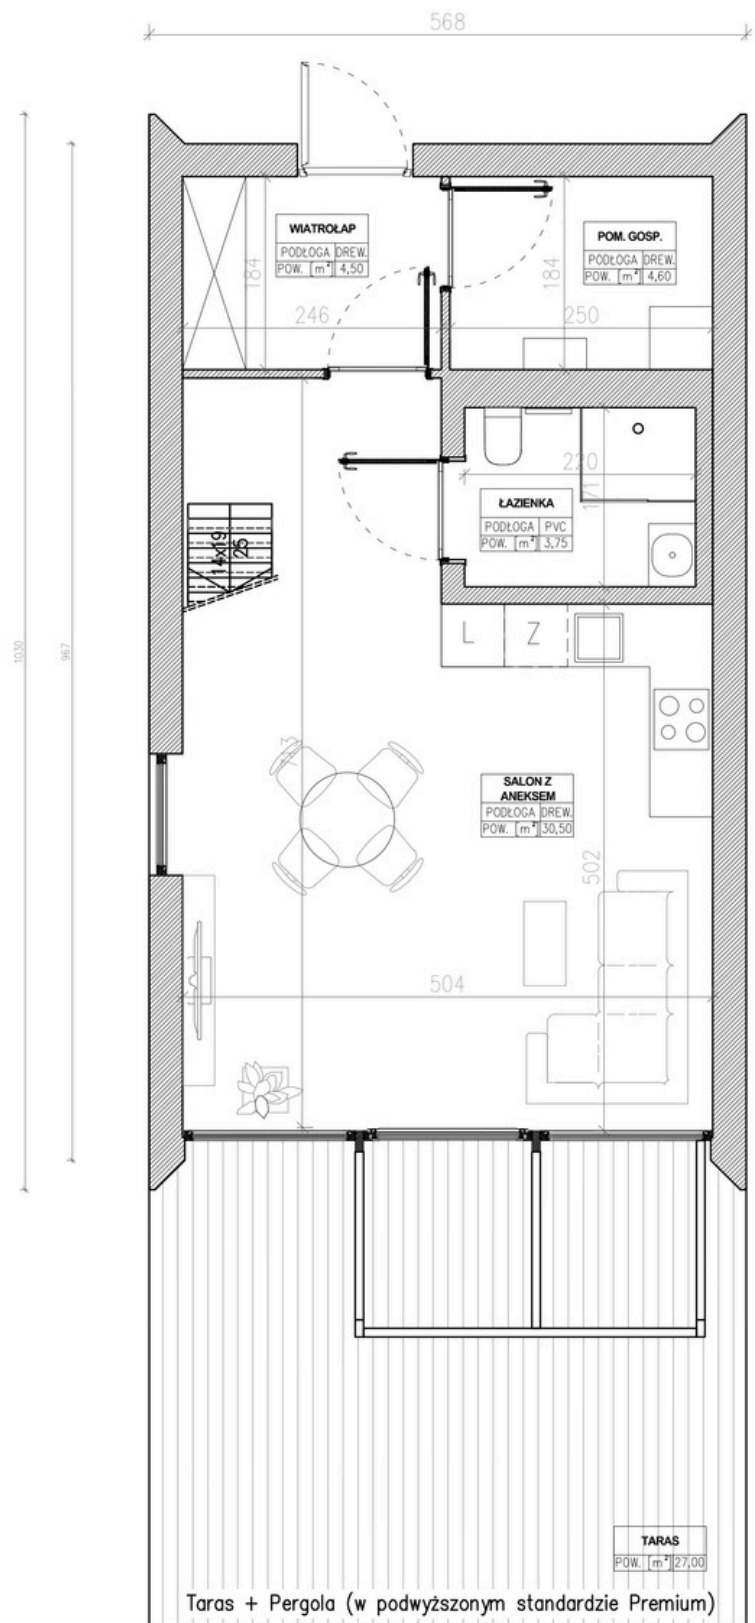 568
WIATROŁAP
PODŁOGA DREW.
POW. [m²] 4,50
POM. GOSP.
PODŁOGA DREW.
POW. [m²] 4,60
184
184
246
250
220
171
ŁAZIENKA
PODŁOGA PVC
POW. [m²] 3,75
14x19
25
L
Z
1030
967
SALON Z
ANEKSEM
PODŁOGA DREW.
POW. [m²] 30,50
502
504
TARAS
POW. [m²] 27,00
Taras + Pergola (w podwyższonym standardzie Premium)